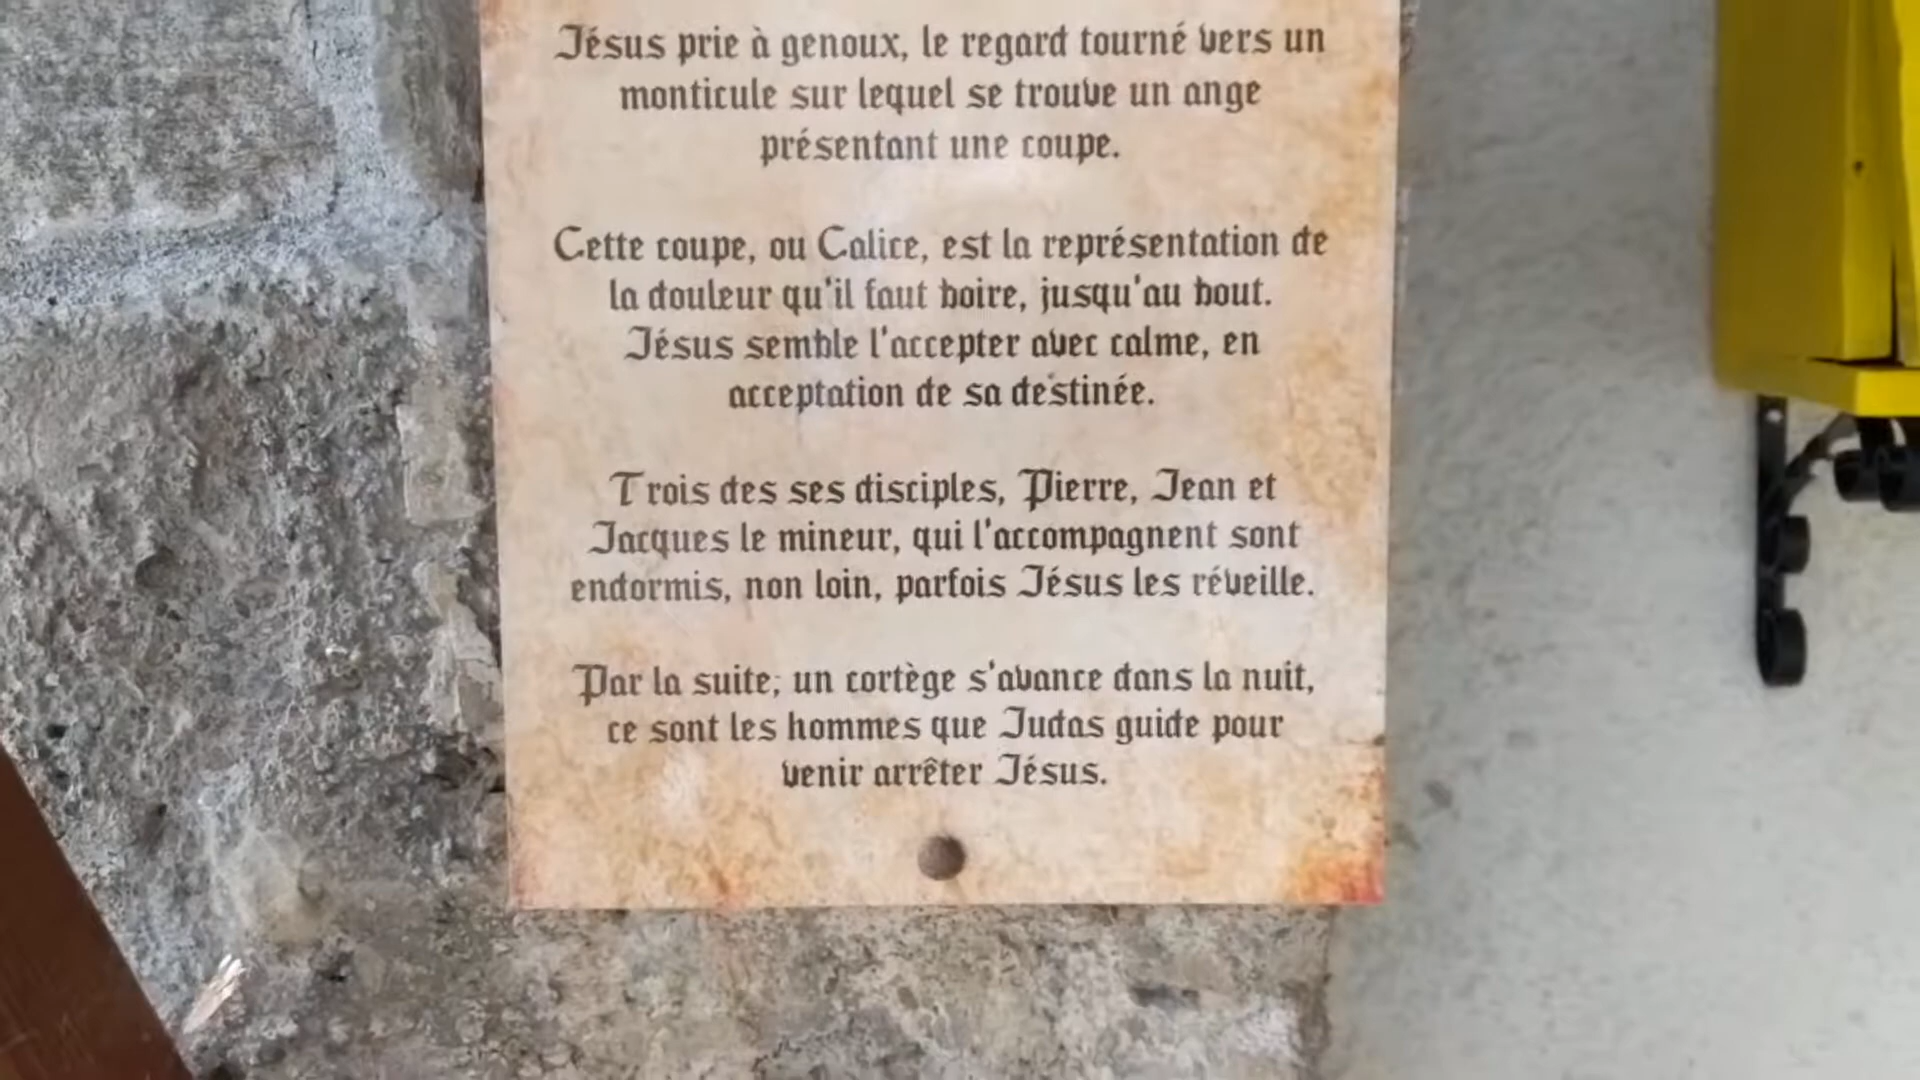 Jésus prie à genoux, le regard tourné vers un
monticule sur lequel se trouve un ange
présentant une coupe.
Cette coupe, ou Calice, est la représentation de
la douleur qu'il faut boire, jusqu'au bout.
Jésus semble l'accepter avec calme, en
acceptation de sa destinée.
Trois des ses disciples, Pierre, Jean et
Jacques le mineur, qui l'accompagnent sont
endormis, non loin, parfois Jésus les réveille.
Par la suite, un cortège s'avance dans la nuit,
ce sont les hommes que Judas guide pour
venir arrêter Jésus.